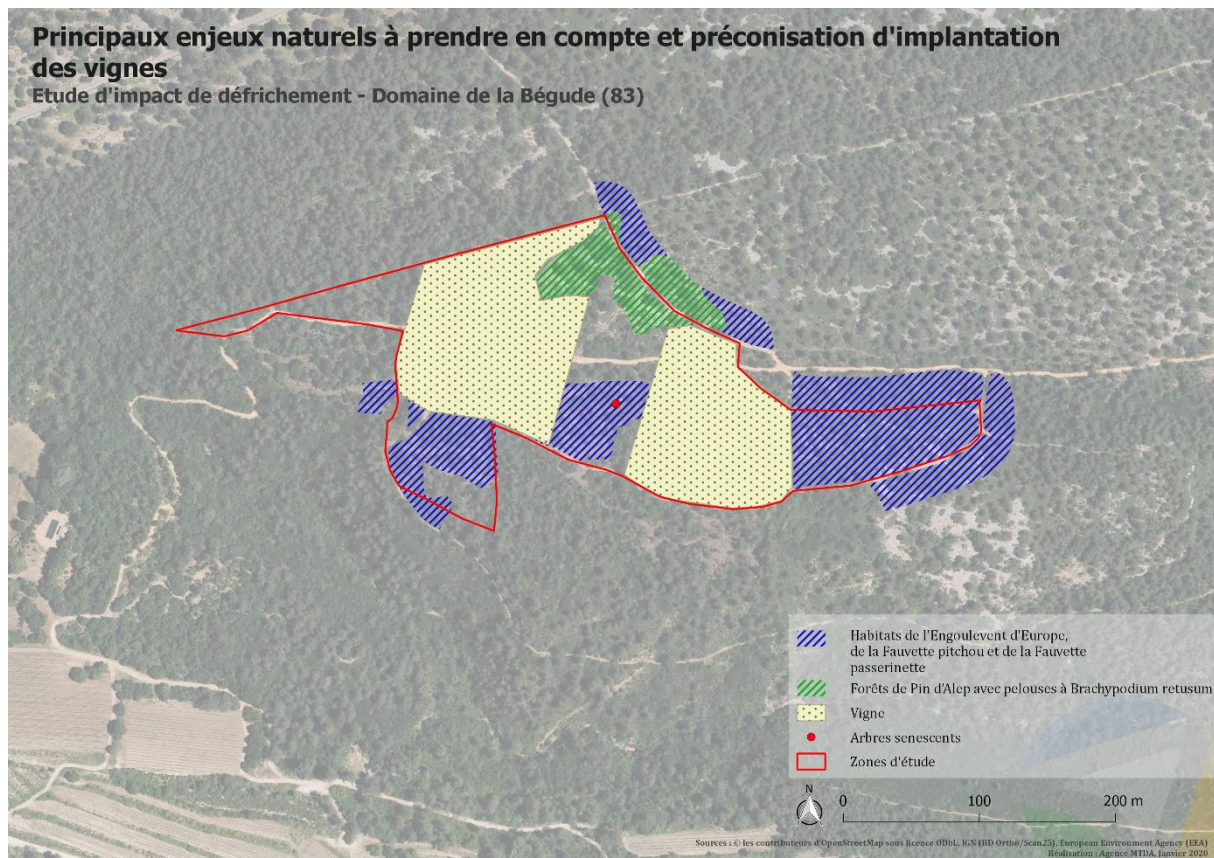 Principaux enjeux naturels à prendre en compte et préconisation d'implantation
des vignes
Etude d'impact de défrichement - Domaine de la Bégude (83)
Habitats de l'Engoulevent d'Europe,
de la Fauvette pitchou et de la Fauvette
passerinette
Forêts de Pin d'Alep avec pelouses à Brachypodium retusum
Vigne
Arbres senescents
Zones d'étude
N
0 100 200 m
Sources : © les contributeurs d'OpenStreetMap sous licence ODbL, IGN (BD Ortho/Scan25), European Environment Agency (EEA)
Réalisation : Agence MTDA, Janvier 2020